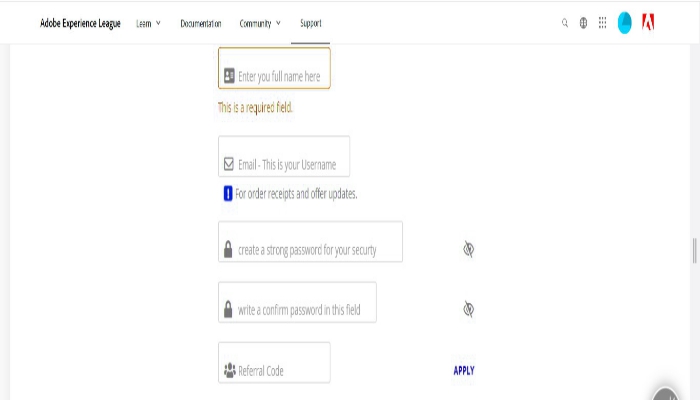 Adobe Experience League Learn Documentation Community Support
Enter you full name here
This is a required field.
Email - This is your Username
For order receipts and offer updates.
create a strong password for your securty
write a confirm password in this field
Referral Code APPLY